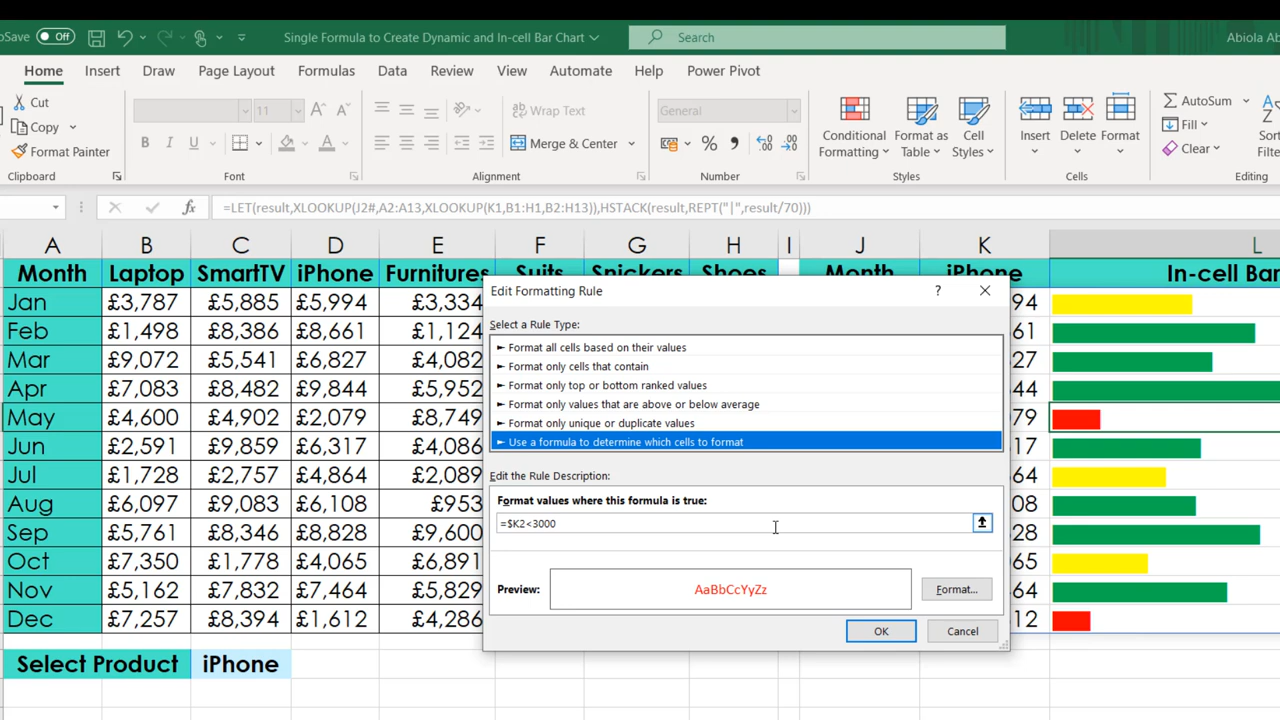 oSave Off Single Formula to Create Dynamic and In-cell Bar Chart Search Abiola Ab
Home Insert Draw Page Layout Formulas Data Review View Automate Help Power Pivot
Cut 11 A A ab Wrap Text General Conditional Formatting Format as Table Cell Styles Insert Delete Format AutoSum
Copy Fill
Format Painter B I U A Merge & Center % Clear
Clipboard Font Alignment Number Styles Cells Editing
fx =LET(result,XLOOKUP(J2#,A2:A13,XLOOKUP(K1,B1:H1,B2:H13)),HSTACK(result,REPT("|",result/70)))
A B C D E F G H I J K L
Month Laptop SmartTV iPhone Furnitures Suits Snickers Shoes Month iPhone In-cell Ba
Jan £3,787 £5,885 £5,994 £3,334 94
Feb £1,498 £8,386 £8,661 £1,124 61
Mar £9,072 £5,541 £6,827 £4,082 27
Apr £7,083 £8,482 £9,844 £5,952 44
May £4,600 £4,902 £2,079 £8,749 79
Jun £2,591 £9,859 £6,317 £4,086 17
Jul £1,728 £2,757 £4,864 £2,089 64
Aug £6,097 £9,083 £6,108 £953 08
Sep £5,761 £8,346 £8,828 £9,600 28
Oct £7,350 £1,778 £4,065 £6,891 65
Nov £5,162 £7,832 £7,464 £5,829 64
Dec £7,257 £8,394 £1,612 £4,286 12
Select Product iPhone
Edit Formatting Rule ?
Select a Rule Type:
► Format all cells based on their values
► Format only cells that contain
► Format only top or bottom ranked values
► Format only values that are above or below average
► Format only unique or duplicate values
► Use a formula to determine which cells to format
Edit the Rule Description:
Format values where this formula is true:
=$K2<3000
Preview: AaBbCcYyZz Format...
OK Cancel